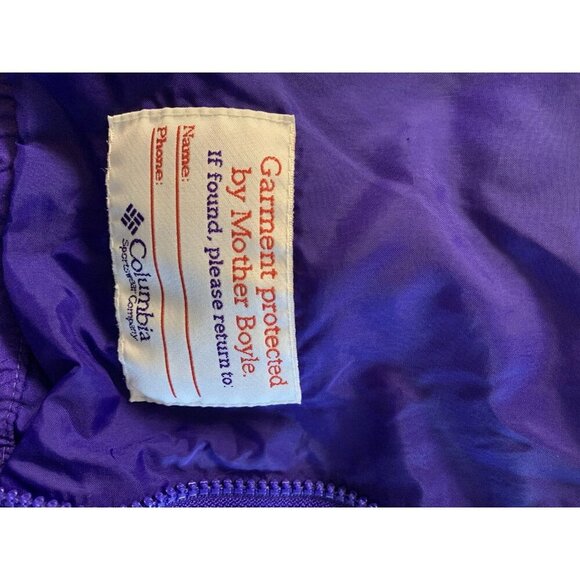 Garment protected
by Mother Boyle.
If found, please return to:
Name:
Phone:
Columbia
Sportswear Company